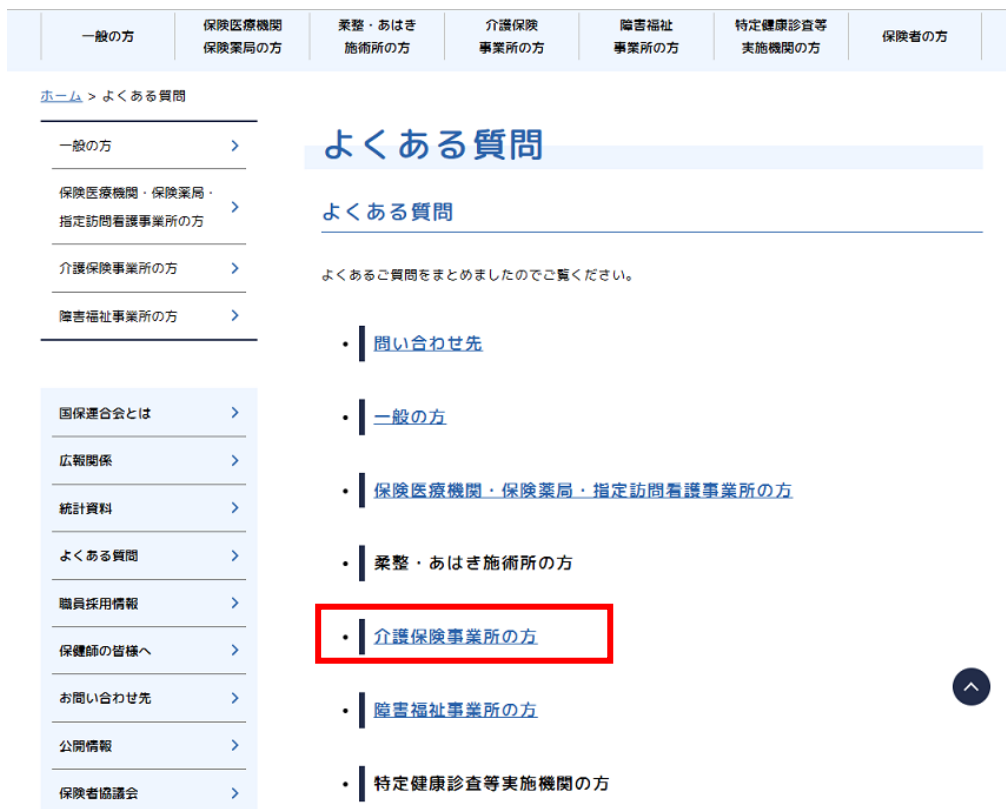 一般の方
保険医療機関
保険薬局の方
柔整・あはき
施術所の方
介護保険
事業所の方
障害福祉
事業所の方
特定健康診査等
実施機関の方
保険者の方
ホーム > よくある質問
一般の方
保険医療機関・保険薬局・
指定訪問看護事業所の方
介護保険事業所の方
障害福祉事業所の方
国保連合会とは
広報関係
統計資料
よくある質問
職員採用情報
保健師の皆様へ
お問い合わせ先
公開情報
保険者協議会
よくある質問
よくある質問
よくあるご質問をまとめましたのでご覧ください。
• 問い合わせ先
• 一般の方
• 保険医療機関・保険薬局・指定訪問看護事業所の方
• 柔整・あはき施術所の方
• 介護保険事業所の方
• 障害福祉事業所の方
• 特定健康診査等実施機関の方